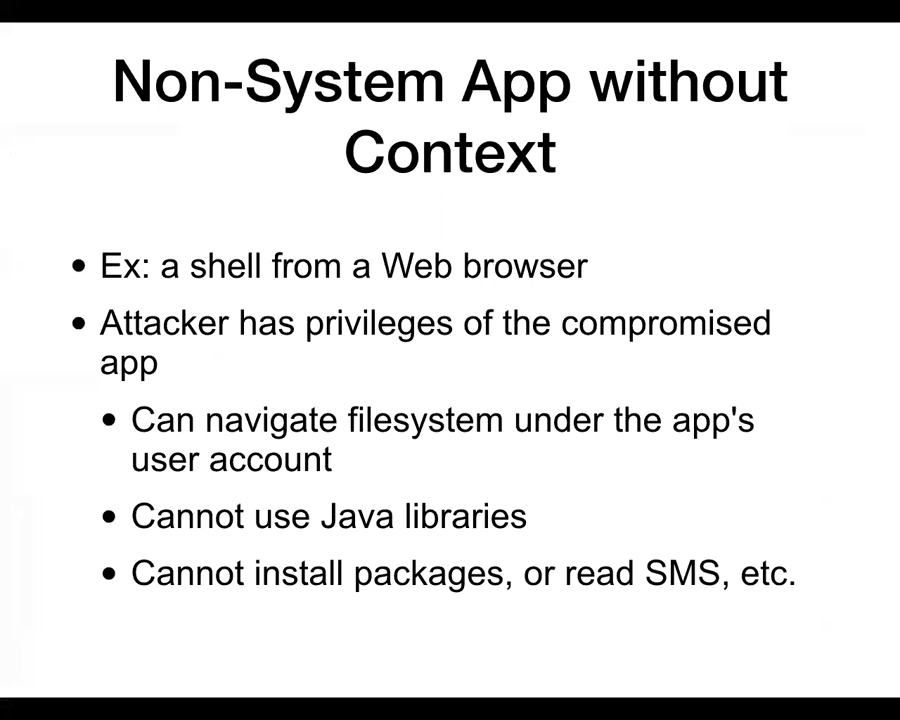 Non-System App without
Context
• Ex: a shell from a Web browser
• Attacker has privileges of the compromised
app
• Can navigate filesystem under the app's
user account
• Cannot use Java libraries
• Cannot install packages, or read SMS, etc.